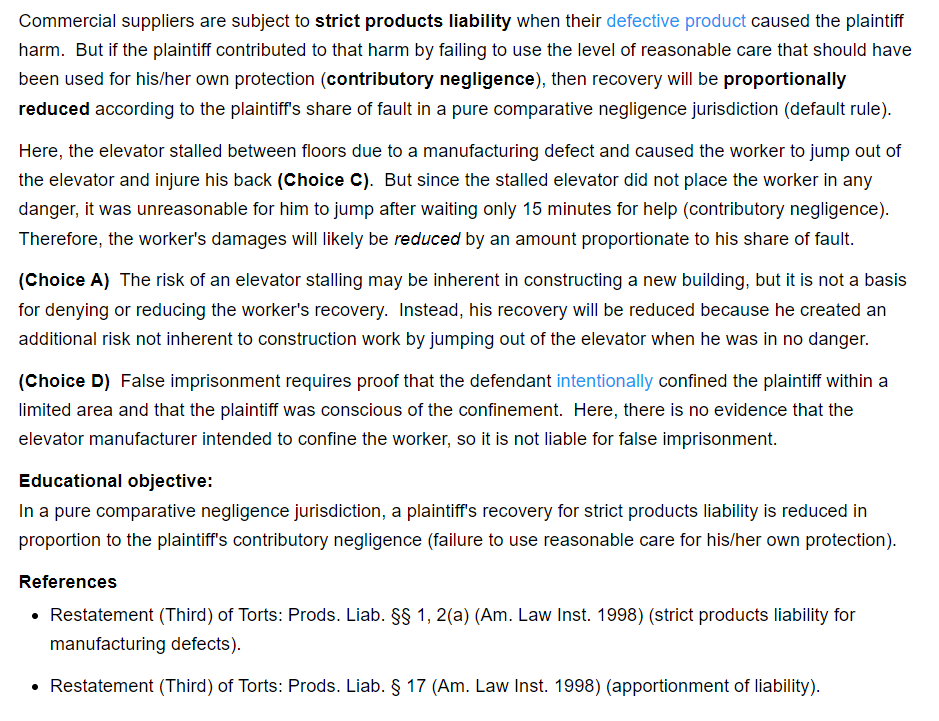 Commercial suppliers are subject to strict products liability when their defective product caused the plaintiff
harm.  But if the plaintiff contributed to that harm by failing to use the level of reasonable care that should have
been used for his/her own protection (contributory negligence), then recovery will be proportionally
reduced according to the plaintiff's share of fault in a pure comparative negligence jurisdiction (default rule).
Here, the elevator stalled between floors due to a manufacturing defect and caused the worker to jump out of
the elevator and injure his back (Choice C).  But since the stalled elevator did not place the worker in any
danger, it was unreasonable for him to jump after waiting only 15 minutes for help (contributory negligence).
Therefore, the worker's damages will likely be reduced by an amount proportionate to his share of fault.
(Choice A)  The risk of an elevator stalling may be inherent in constructing a new building, but it is not a basis
for denying or reducing the worker's recovery.  Instead, his recovery will be reduced because he created an
additional risk not inherent to construction work by jumping out of the elevator when he was in no danger.
(Choice D)  False imprisonment requires proof that the defendant intentionally confined the plaintiff within a
limited area and that the plaintiff was conscious of the confinement.  Here, there is no evidence that the
elevator manufacturer intended to confine the worker, so it is not liable for false imprisonment.
Educational objective:
In a pure comparative negligence jurisdiction, a plaintiff's recovery for strict products liability is reduced in
proportion to the plaintiff's contributory negligence (failure to use reasonable care for his/her own protection).
References
• Restatement (Third) of Torts: Prods. Liab. §§ 1, 2(a) (Am. Law Inst. 1998) (strict products liability for
manufacturing defects).
• Restatement (Third) of Torts: Prods. Liab. § 17 (Am. Law Inst. 1998) (apportionment of liability).